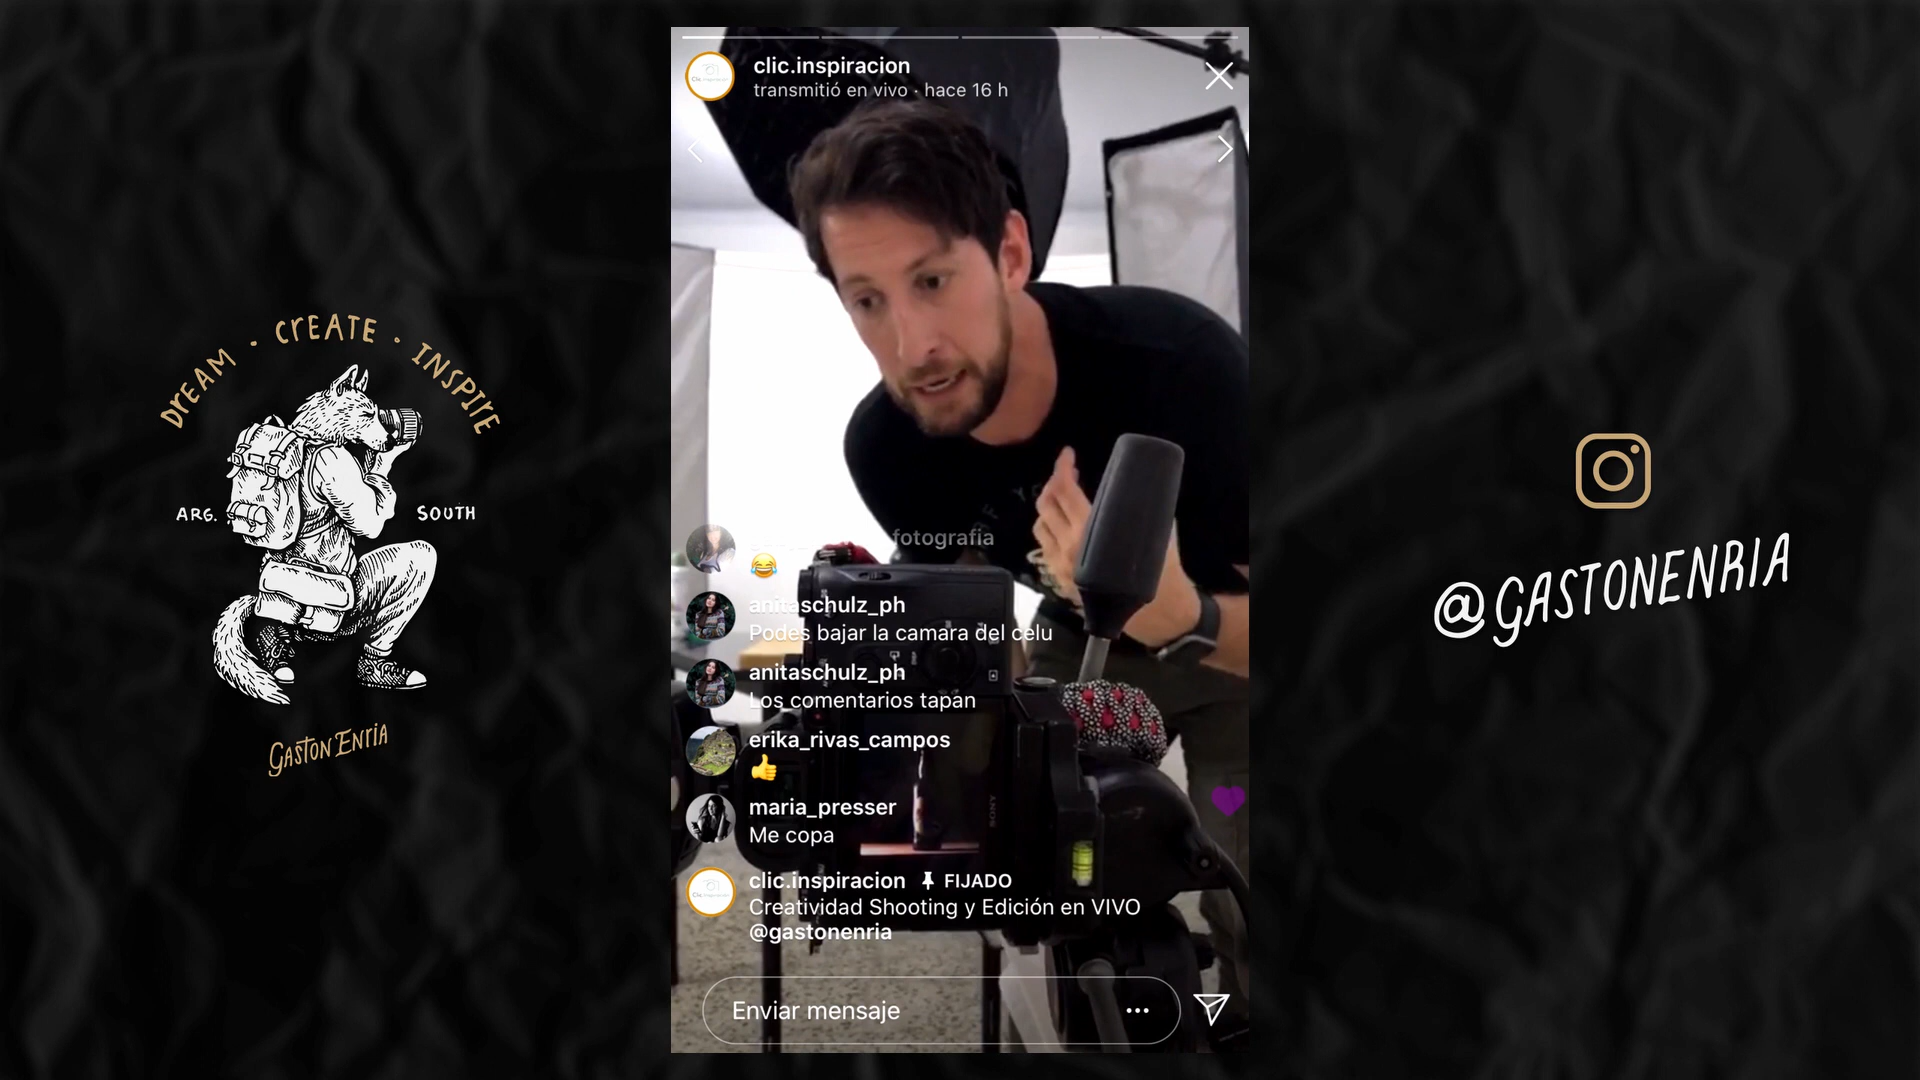 DREAM · CREATE · INSPIRE
ARG. SOUTH
GASTON ENRIA
clic.inspiracion
transmitió en vivo · hace 16 h
fotografia
😂
anitaschulz_ph
Podes bajar la camara del celu
anitaschulz_ph
Los comentarios tapan
erika_rivas_campos
👍
maria_presser
Me copa
clic.inspiracion FIJADO
Creatividad Shooting y Edición en VIVO
@gastonenria
Enviar mensaje
SONY
@GASTONENRIA